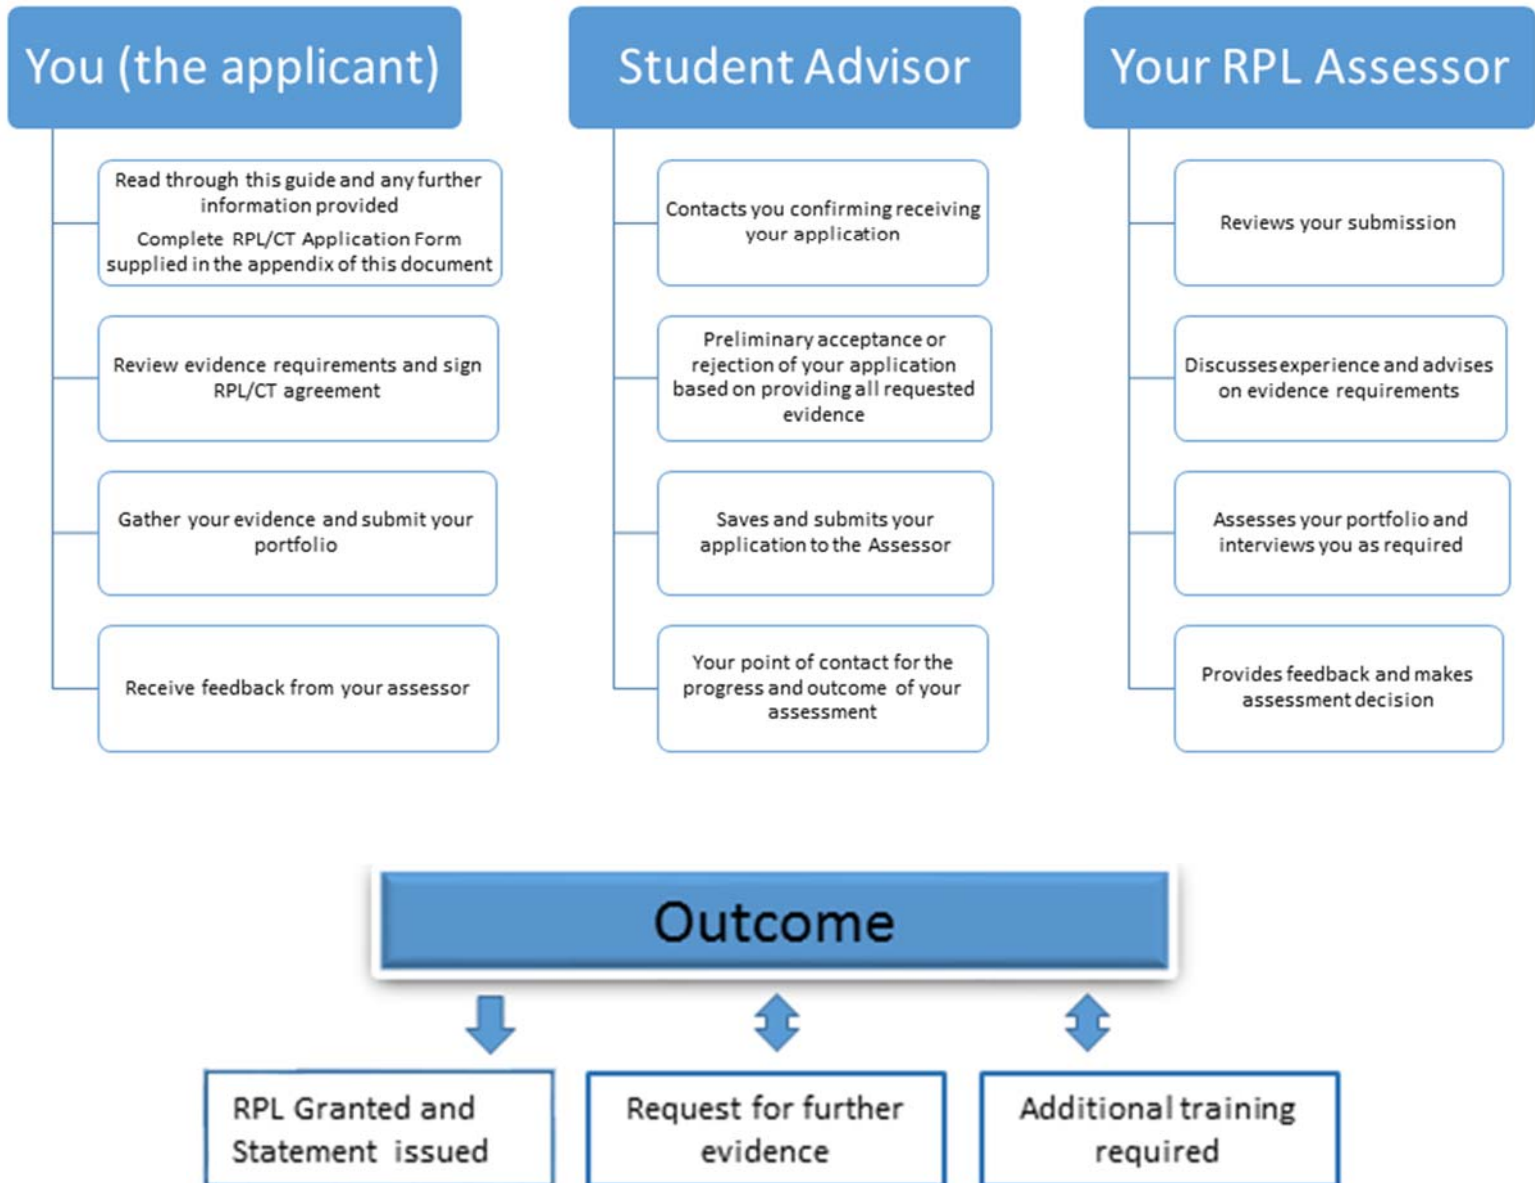 You (the applicant)
Read through this guide and any further
information provided
Complete RPL/CT Application Form
supplied in the appendix of this document
Review evidence requirements and sign
RPL/CT agreement
Gather your evidence and submit your
portfolio
Receive feedback from your assessor
Student Advisor
Contacts you confirming receiving
your application
Preliminary acceptance or
rejection of your application
based on providing all requested
evidence
Saves and submits your
application to the Assessor
Your point of contact for the
progress and outcome of your
assessment
Your RPL Assessor
Reviews your submission
Discusses experience and advises
on evidence requirements
Assesses your portfolio and
interviews you as required
Provides feedback and makes
assessment decision
Outcome
RPL Granted and
Statement issued
Request for further
evidence
Additional training
required